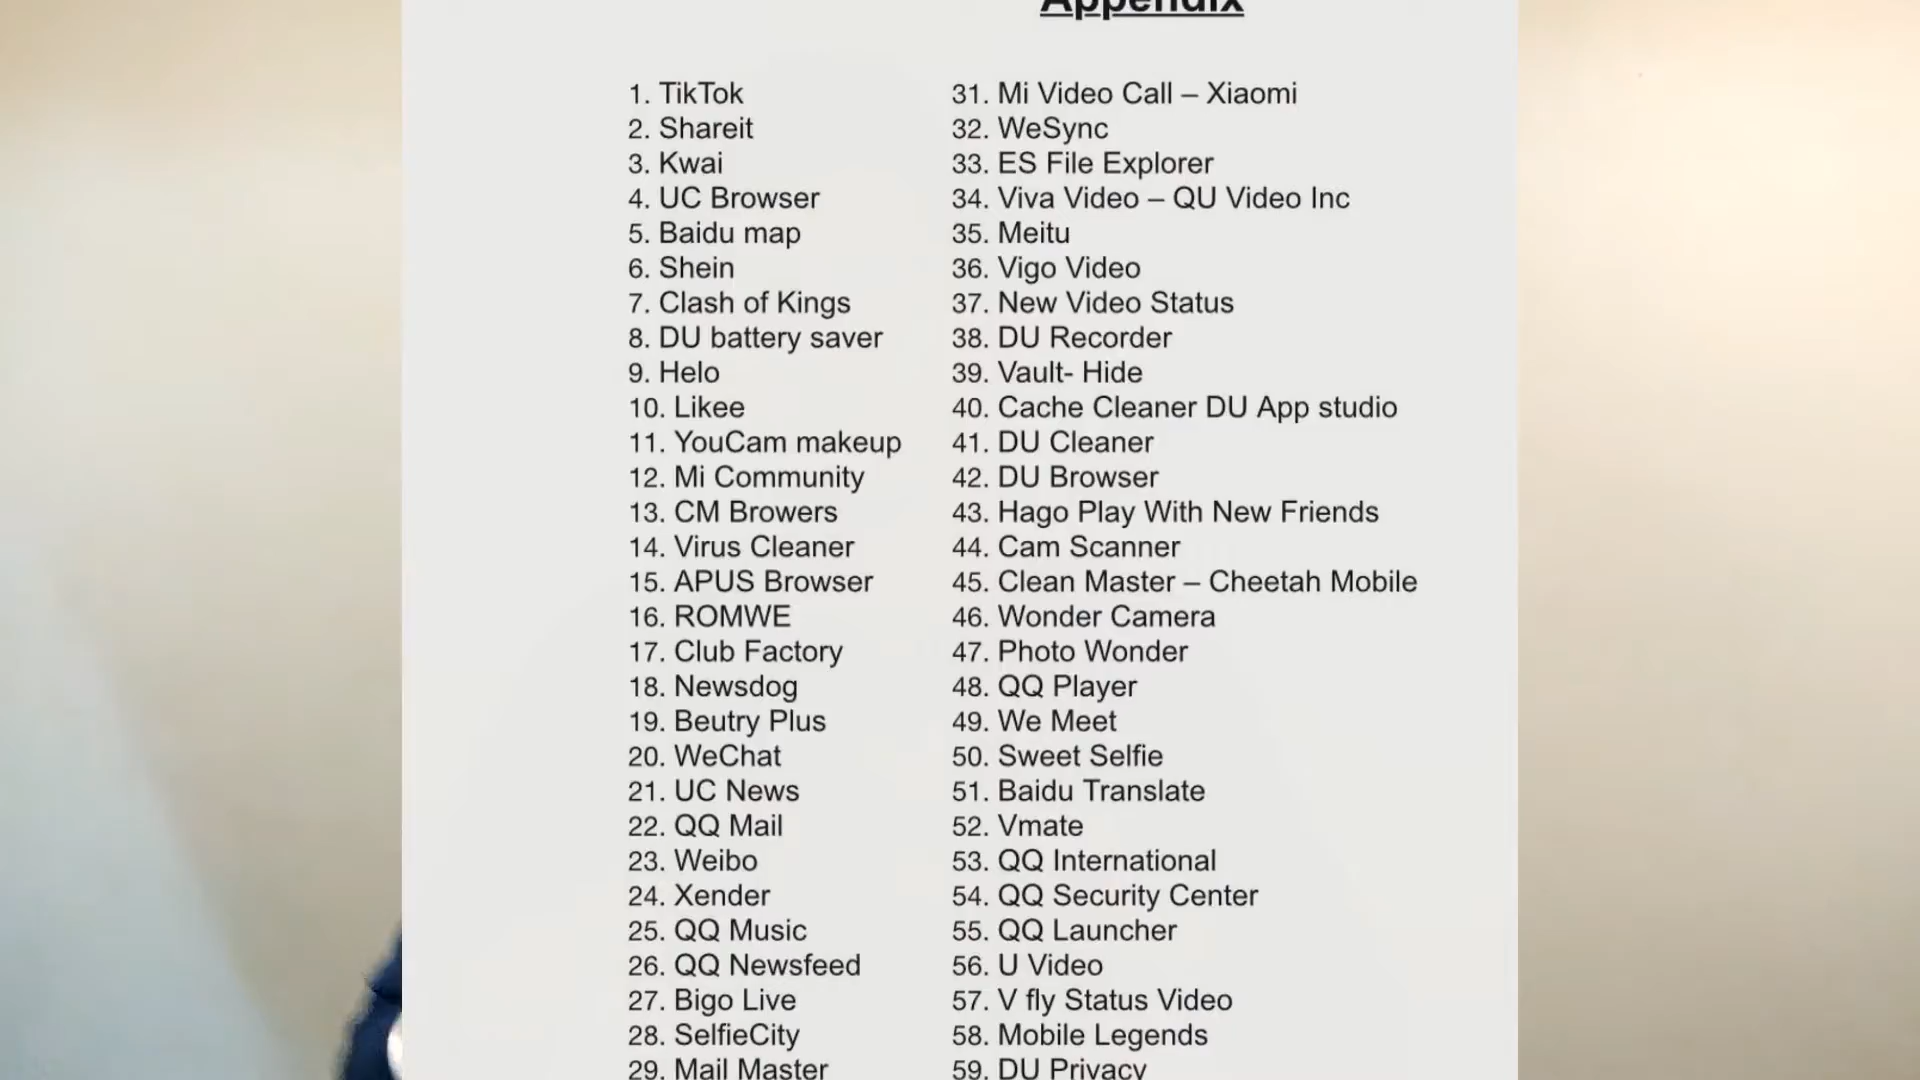 Appendix
1. TikTok
2. Shareit
3. Kwai
4. UC Browser
5. Baidu map
6. Shein
7. Clash of Kings
8. DU battery saver
9. Helo
10. Likee
11. YouCam makeup
12. Mi Community
13. CM Browers
14. Virus Cleaner
15. APUS Browser
16. ROMWE
17. Club Factory
18. Newsdog
19. Beutry Plus
20. WeChat
21. UC News
22. QQ Mail
23. Weibo
24. Xender
25. QQ Music
26. QQ Newsfeed
27. Bigo Live
28. SelfieCity
29. Mail Master
31. Mi Video Call – Xiaomi
32. WeSync
33. ES File Explorer
34. Viva Video – QU Video Inc
35. Meitu
36. Vigo Video
37. New Video Status
38. DU Recorder
39. Vault- Hide
40. Cache Cleaner DU App studio
41. DU Cleaner
42. DU Browser
43. Hago Play With New Friends
44. Cam Scanner
45. Clean Master – Cheetah Mobile
46. Wonder Camera
47. Photo Wonder
48. QQ Player
49. We Meet
50. Sweet Selfie
51. Baidu Translate
52. Vmate
53. QQ International
54. QQ Security Center
55. QQ Launcher
56. U Video
57. V fly Status Video
58. Mobile Legends
59. DU Privacy